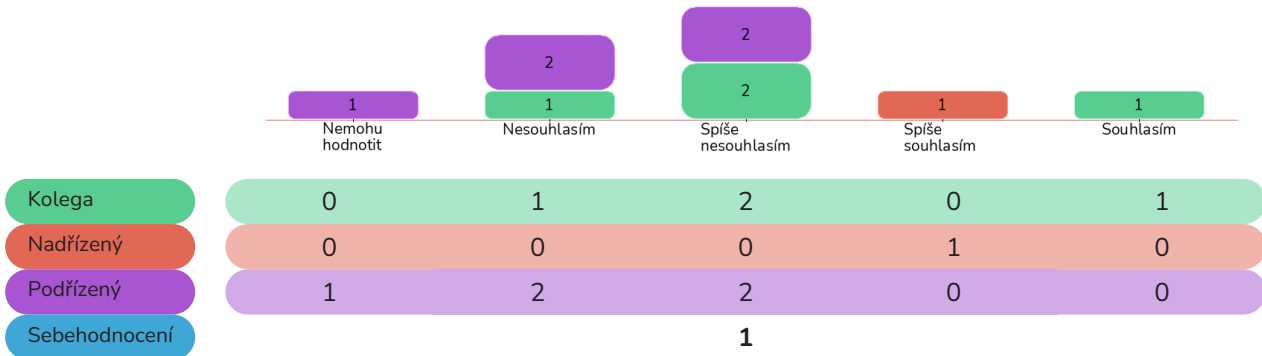 2
2
2
1
1
1
1
Nemohu
hodnotit
Nesouhlasím
Spíše
nesouhlasím
Spíše
souhlasím
Souhlasím
Kolega 0 1 2 0 1
Nadřízený 0 0 0 1 0
Podřízený 1 2 2 0 0
Sebehodnocení 1